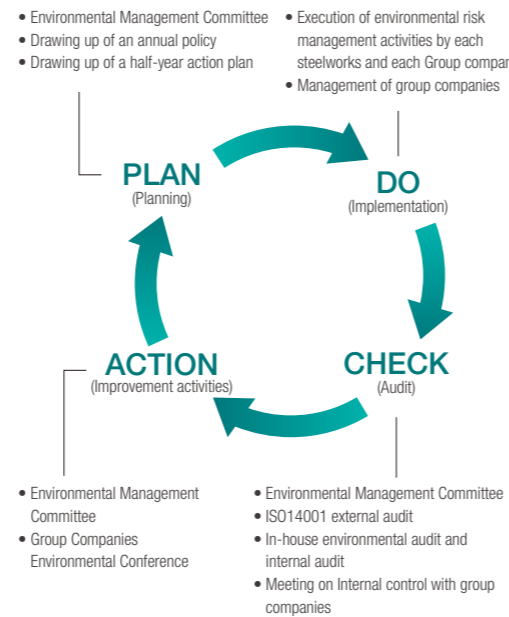 • Environmental Management Committee
• Drawing up of an annual policy
• Drawing up of a half-year action plan
• Execution of environmental risk
management activities by each
steelworks and each Group compar
• Management of group companies
PLAN
(Planning)
DO
(Implementation)
ACTION
(Improvement activities)
CHECK
(Audit)
• Environmental Management
Committee
• Group Companies
Environmental Conference
• Environmental Management Committee
• ISO14001 external audit
• In-house environmental audit and
internal audit
• Meeting on Internal control with group
companies